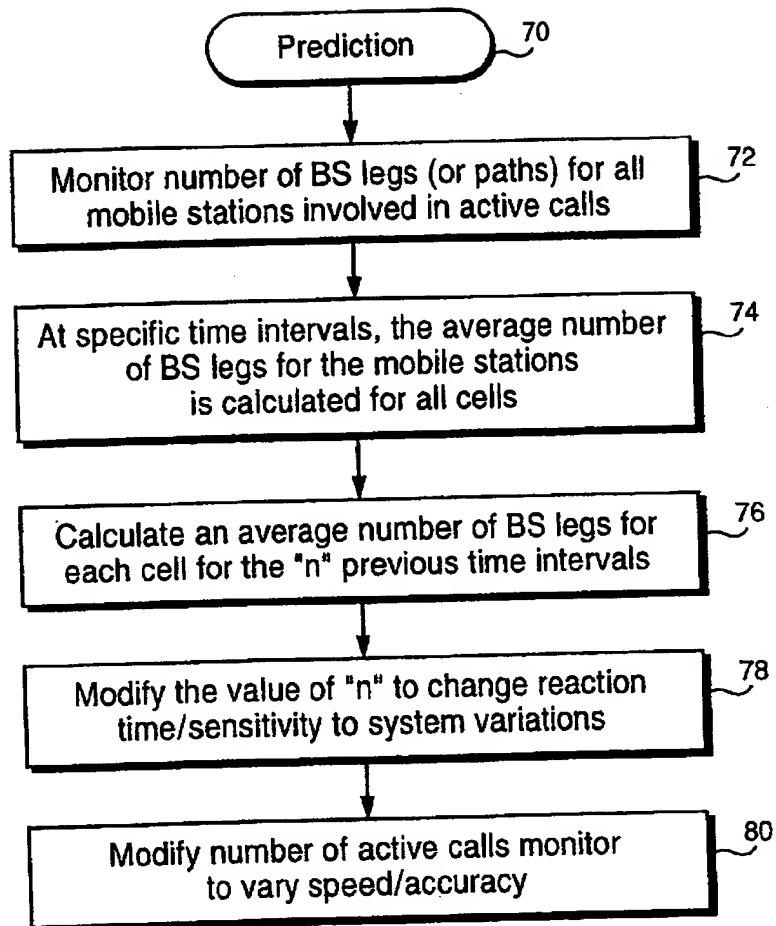 Prediction
70
Monitor number of BS legs (or paths) for all
mobile stations involved in active calls
72
At specific time intervals, the average number
of BS legs for the mobile stations
is calculated for all cells
74
Calculate an average number of BS legs for
each cell for the "n" previous time intervals
76
Modify the value of "n" to change reaction
time/sensitivity to system variations
78
Modify number of active calls monitor
to vary speed/accuracy
80